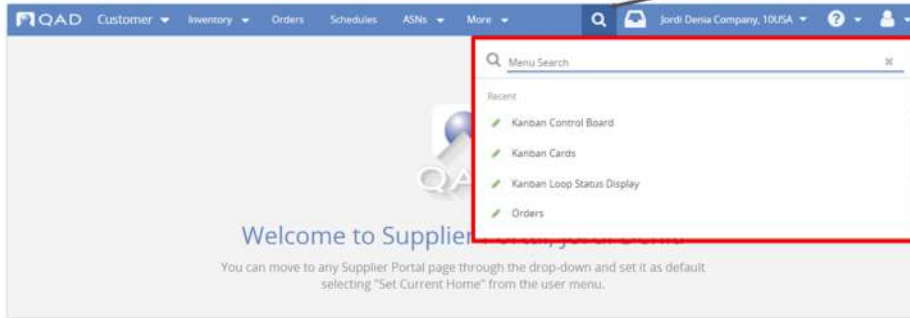 QAD Customer Inventory Orders Schedules ASNs More Jordi Denia Company, 10USA
Menu Search
Recent
Kanban Control Board
Kanban Cards
Kanban Loop Status Display
Orders
QA
Welcome to Supplier
You can move to any Supplier Portal page through the drop-down and set it as default
selecting "Set Current Home" from the user menu.